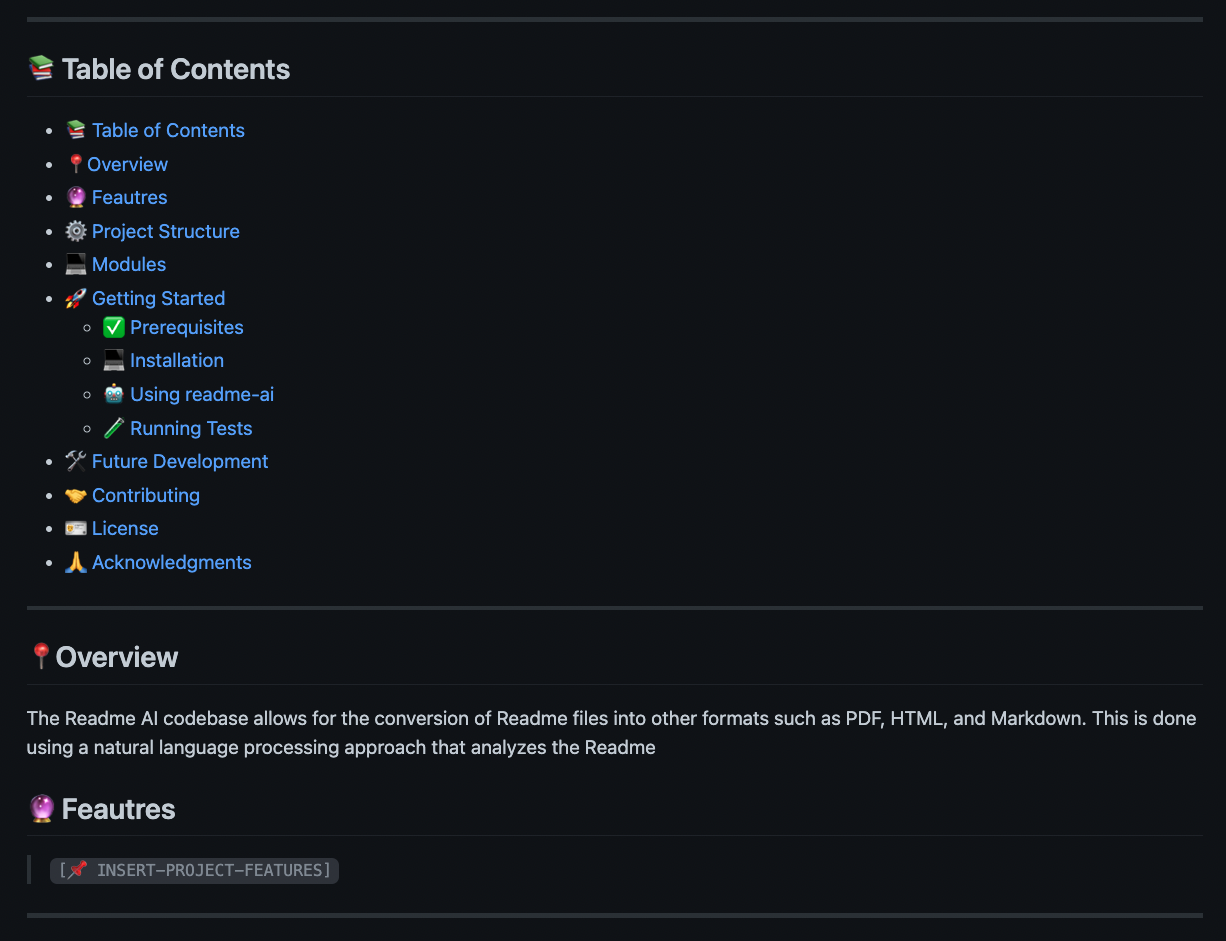 📚 Table of Contents
📚 Table of Contents
📍Overview
🔮 Feautres
⚙️ Project Structure
💻 Modules
🚀 Getting Started
✅ Prerequisites
💻 Installation
🤖 Using readme-ai
🧪 Running Tests
🛠 Future Development
🤝 Contributing
🪪 License
🙏 Acknowledgments
📍Overview
The Readme AI codebase allows for the conversion of Readme files into other formats such as PDF, HTML, and Markdown. This is done
using a natural language processing approach that analyzes the Readme
🔮 Feautres
[📌 INSERT-PROJECT-FEATURES]